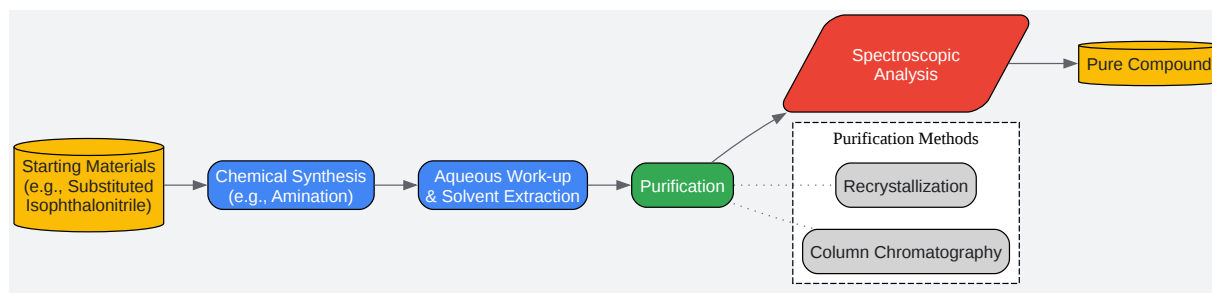 Starting Materials
(e.g., Substituted
Isophthalonitrile)
Chemical Synthesis
(e.g., Amination)
Aqueous Work-up
& Solvent Extraction
Purification
Spectroscopic
Analysis
Pure Compound
Purification Methods
Recrystallization
Column Chromatography